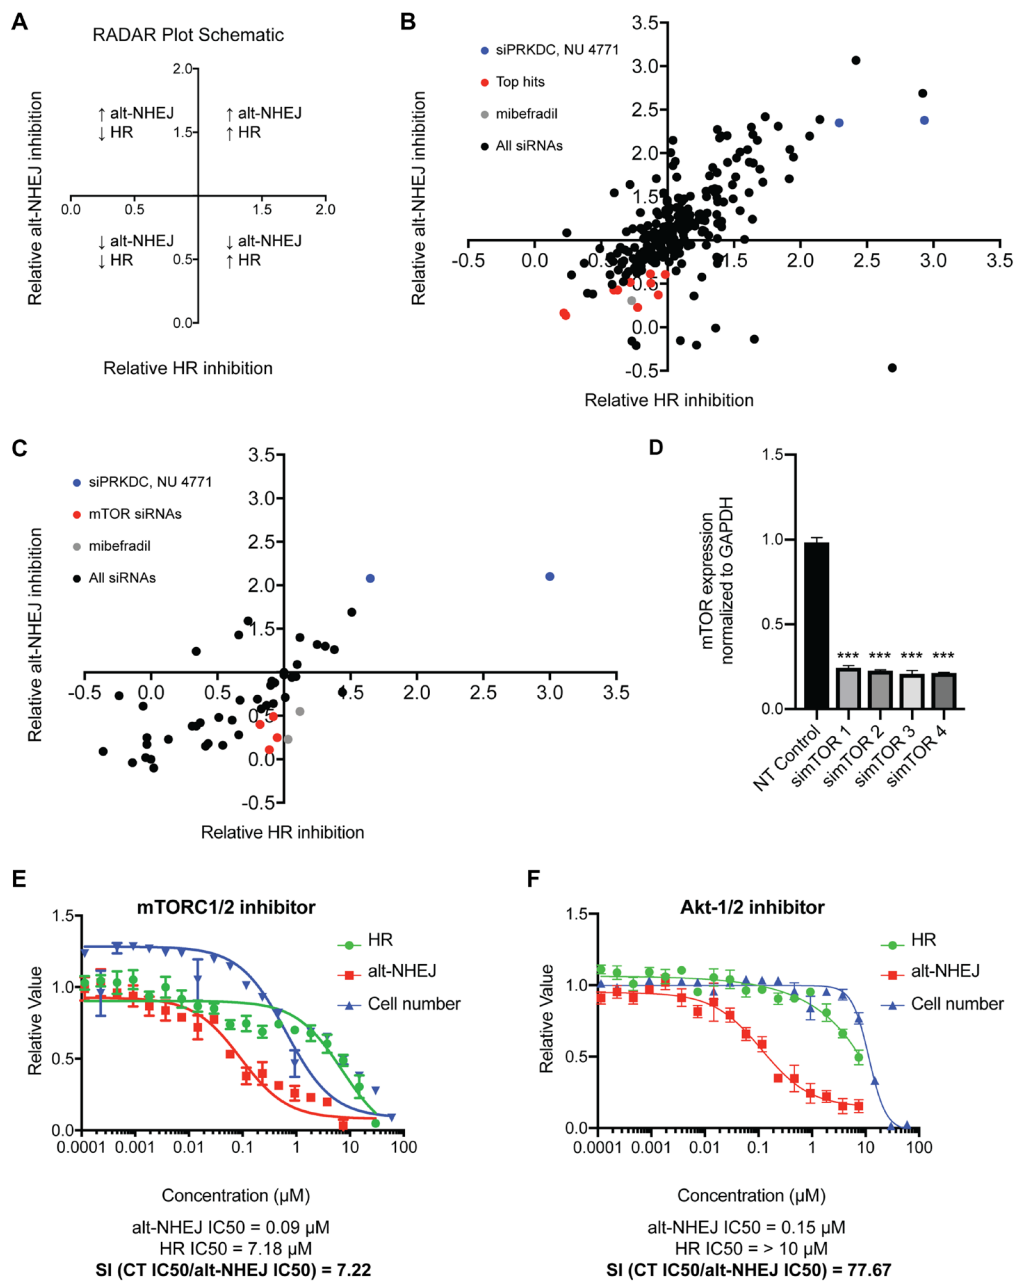 A
RADAR Plot Schematic
Relative alt-NHEJ inhibition
2.0
↑ alt-NHEJ
↓ HR
1.5
↑ alt-NHEJ
↑ HR
0.0
0.5
1.5
2.0
↓ alt-NHEJ
↓ HR
0.5
↓ alt-NHEJ
↑ HR
0.0
Relative HR inhibition
B
Relative alt-NHEJ inhibition
siPRKDC, NU 4771
Top hits
mibefradil
All siRNAs
3.5
3.0
2.5
2.0
1.5
-0.5
0.0
0.5
1.5
2.0
2.5
3.0
3.5
0.5
0.0
-0.5
Relative HR inhibition
C
Relative alt-NHEJ inhibition
siPRKDC, NU 4771
mTOR siRNAs
mibefradil
All siRNAs
3.5
3.0
2.5
2.0
1.5
-0.5
0.0
0.5
1.5
2.0
2.5
3.0
3.5
0.5
0.0
-0.5
Relative HR inhibition
D
mTOR expression
normalized to GAPDH
1.5
1.0
0.5
0.0
*** *** *** ***
NT Control
simTOR 1
simTOR 2
simTOR 3
simTOR 4
E
mTORC1/2 inhibitor
Relative Value
1.5
1.0
0.5
0.0
HR
alt-NHEJ
Cell number
0.0001 0.001 0.01 0.1 1 10 100
Concentration (µM)
alt-NHEJ IC50 = 0.09 µM
HR IC50 = 7.18 µM
SI (CT IC50/alt-NHEJ IC50) = 7.22
F
Akt-1/2 inhibitor
Relative Value
1.5
1.0
0.5
0.0
HR
alt-NHEJ
Cell number
0.0001 0.001 0.01 0.1 1 10 100
Concentration (µM)
alt-NHEJ IC50 = 0.15 µM
HR IC50 = > 10 µM
SI (CT IC50/alt-NHEJ IC50) = 77.67